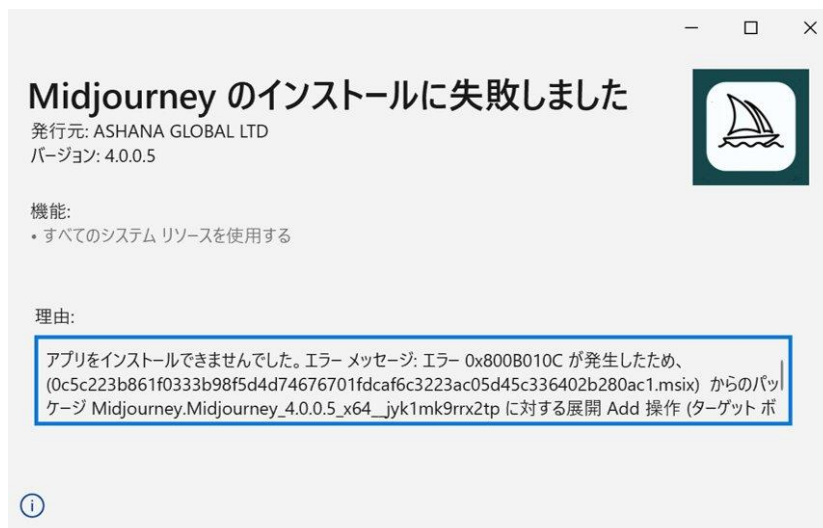 Midjourney のインストールに失敗しました
発行元: ASHANA GLOBAL LTD
バージョン: 4.0.0.5
機能:
• すべてのシステム リソースを使用する
理由:
アプリをインストールできませんでした。エラー メッセージ: エラー 0x800B010C が発生したため、
(0c5c223b861f0333b98f5d4d74676701fdcaf6c3223ac05d45c336402b280ac1.msix) からのパッ
ケージ Midjourney.Midjourney_4.0.0.5_x64__jyk1mk9rrx2tp に対する展開 Add 操作 (ターゲット ボ